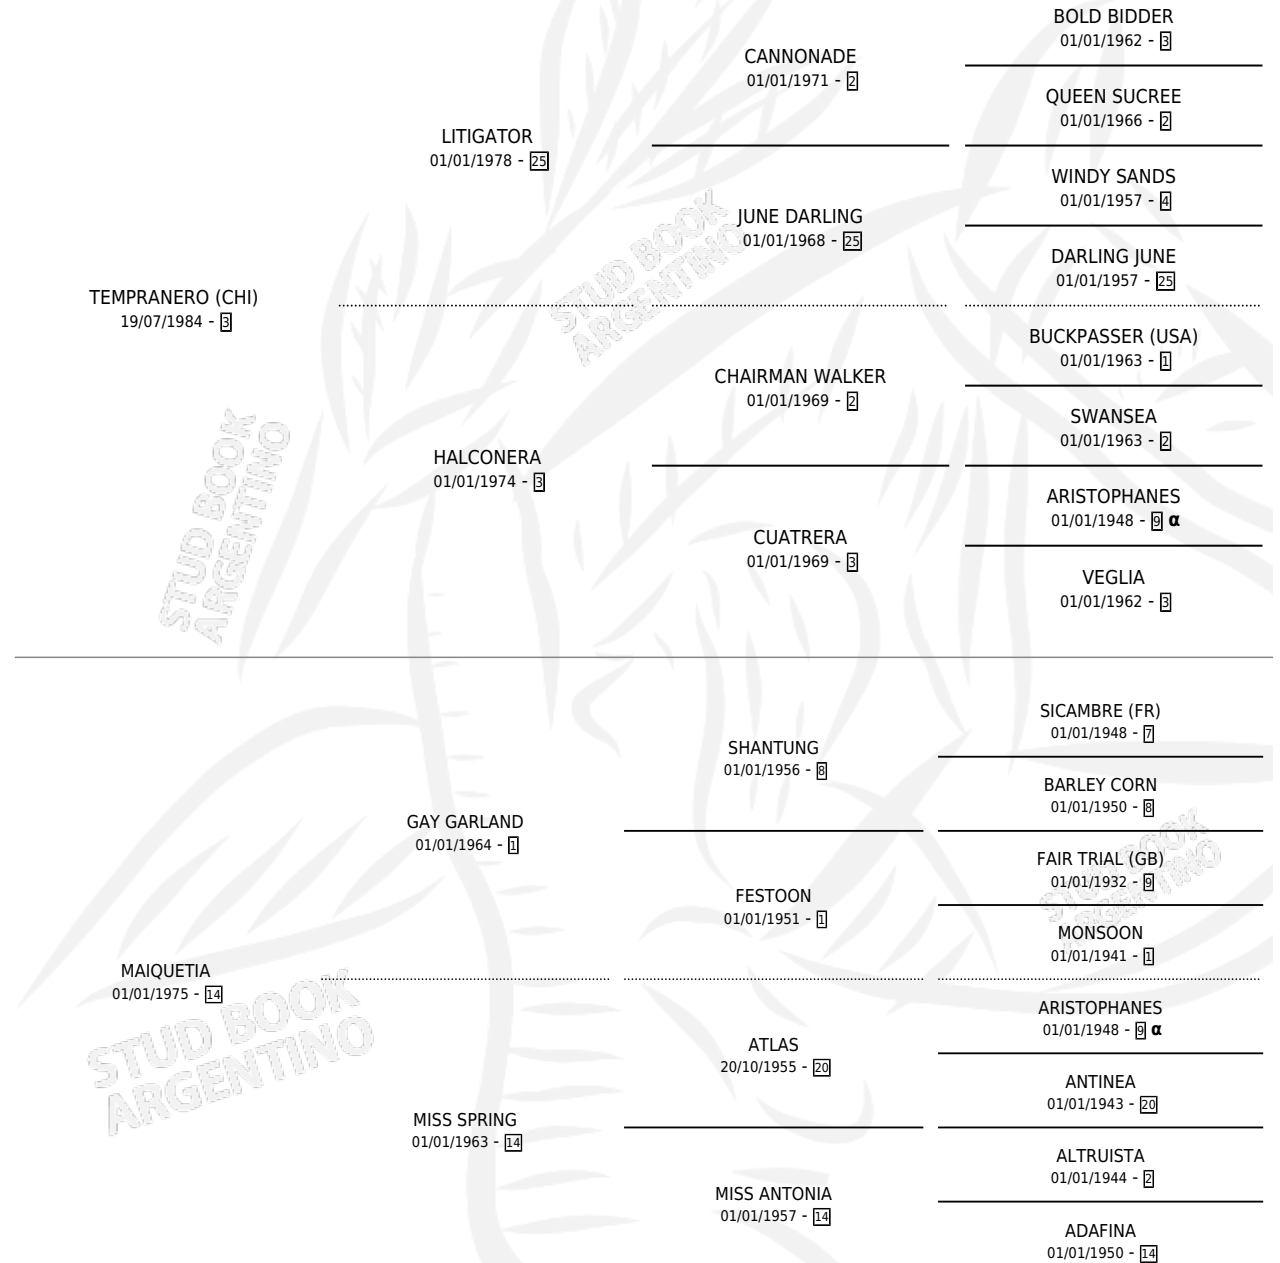 BOLD BIDDER
01/01/1962 - 3
CANNONADE
01/01/1971 - 2
QUEEN SUCREE
01/01/1966 - 2
LITIGATOR
01/01/1978 - 25
WINDY SANDS
01/01/1957 - 4
JUNE DARLING
01/01/1968 - 25
DARLING JUNE
01/01/1957 - 25
TEMPRANERO (CHI)
19/07/1984 - 3
BUCKPASSER (USA)
01/01/1963 - 1
CHAIRMAN WALKER
01/01/1969 - 2
SWANSEA
01/01/1963 - 2
HALCONERA
01/01/1974 - 3
ARISTOPHANES
01/01/1948 - 9 α
CUATRERA
01/01/1969 - 3
VEGLIA
01/01/1962 - 3
SICAMBRE (FR)
01/01/1948 - 7
SHANTUNG
01/01/1956 - 8
BARLEY CORN
01/01/1950 - 8
GAY GARLAND
01/01/1964 - 1
FAIR TRIAL (GB)
01/01/1932 - 9
FESTOON
01/01/1951 - 1
MONSOON
01/01/1941 - 1
MAIQUETIA
01/01/1975 - 14
ARISTOPHANES
01/01/1948 - 9 α
ATLAS
20/10/1955 - 20
ANTINEA
01/01/1943 - 20
MISS SPRING
01/01/1963 - 14
ALTRUISTA
01/01/1944 - 2
MISS ANTONIA
01/01/1957 - 14
ADAFINA
01/01/1950 - 14
STUD BOOK
ARGENTINO
STUD BOOK
ARGENTINO
STUD BOOK
ARGENTINO
STUD BOOK
ARGENTINO